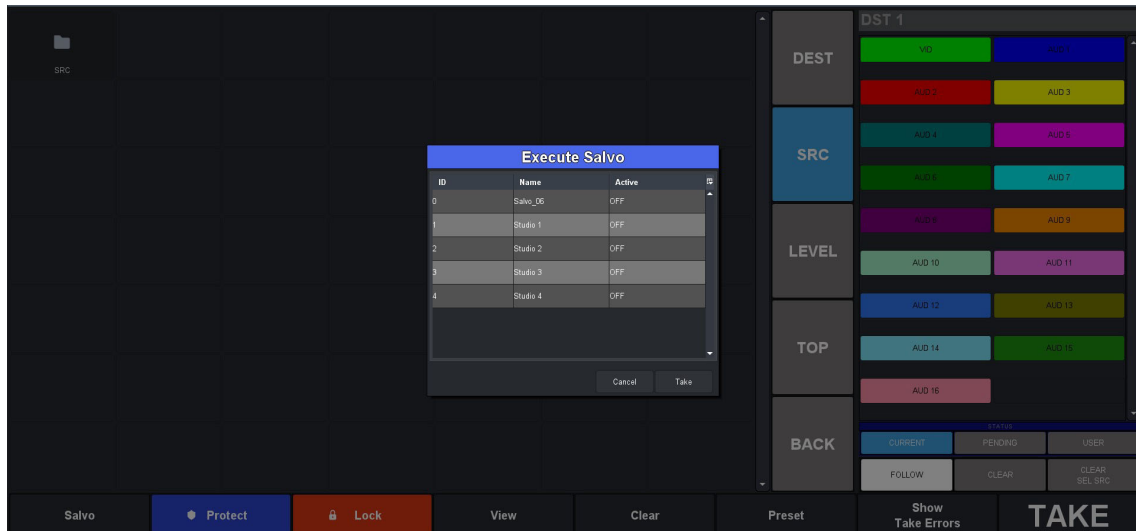 SRC
DEST
SRC
LEVEL
TOP
BACK
DST 1
VID
AUD 2
AUD 3
AUD 4
AUD 5
AUD 6
AUD 7
AUD 8
AUD 9
AUD 10
AUD 11
AUD 12
AUD 13
AUD 14
AUD 15
AUD 16
STATUS
CURRENT
PENDING
USER
FOLLOW
CLEAR
CLEAR
SEL SRC
Execute Salvo
ID Name Active
0 Salvo_06 OFF
1 Studio 1 OFF
2 Studio 2 OFF
3 Studio 3 OFF
4 Studio 4 OFF
Cancel Take
Salvo
Protect
Lock
View
Clear
Preset
Show
Take Errors
TAKE